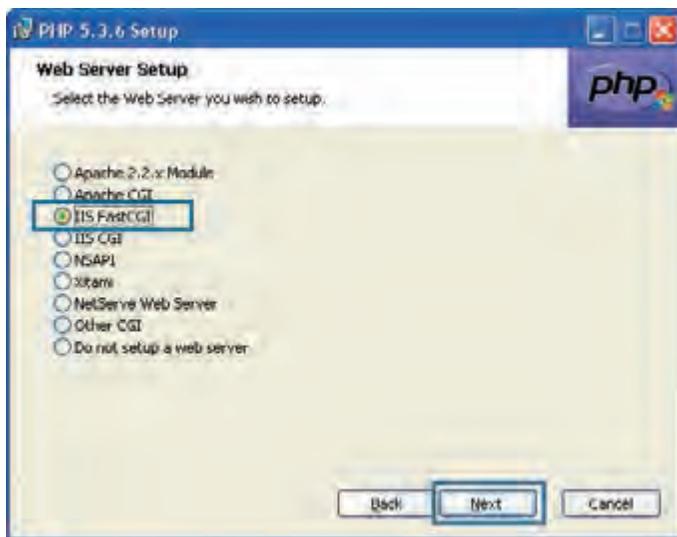 PHP 5.3.6 Setup
Web Server Setup
Select the Web Server you wish to setup.
php
Apache 2.2.x Module
Apache CGI
IIS FastCGI
IIS CGI
NSAPI
Xitami
NetServe Web Server
Other CGI
Do not setup a web server
Back
Next
Cancel